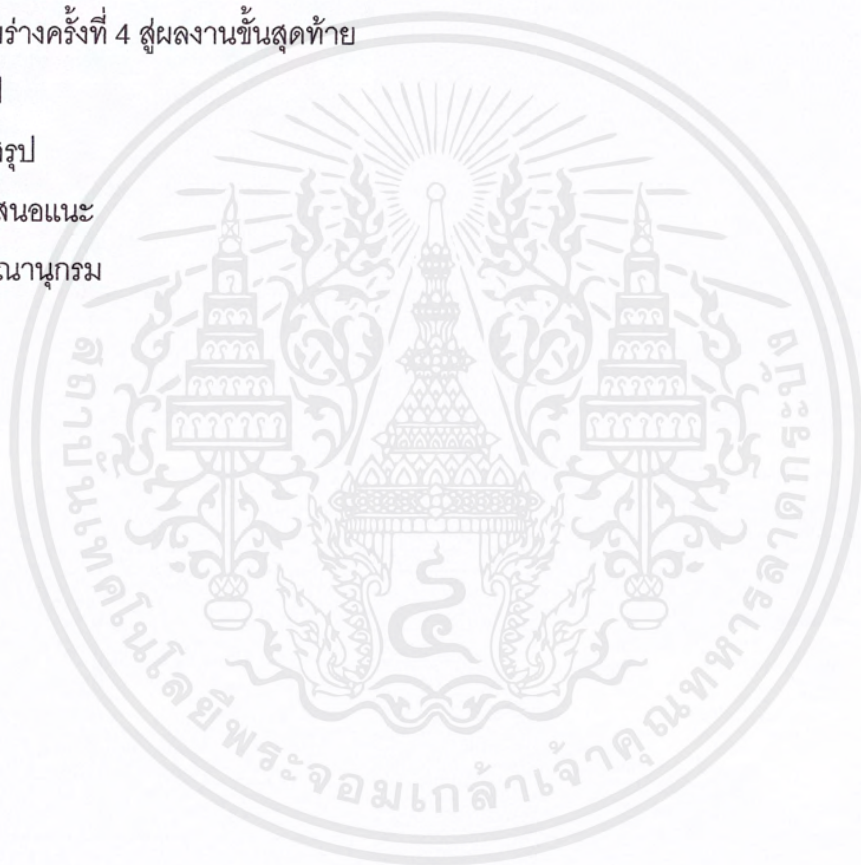 ร่างครั้งที่ 4 สู่ผลงานขั้นสุดท้าย
รุป
สนอแนะ
ณานุกรม
สถาบันเทคโนโลยีพระจอมเกล้าเจ้าคุณทหารลาดกระบัง
๔